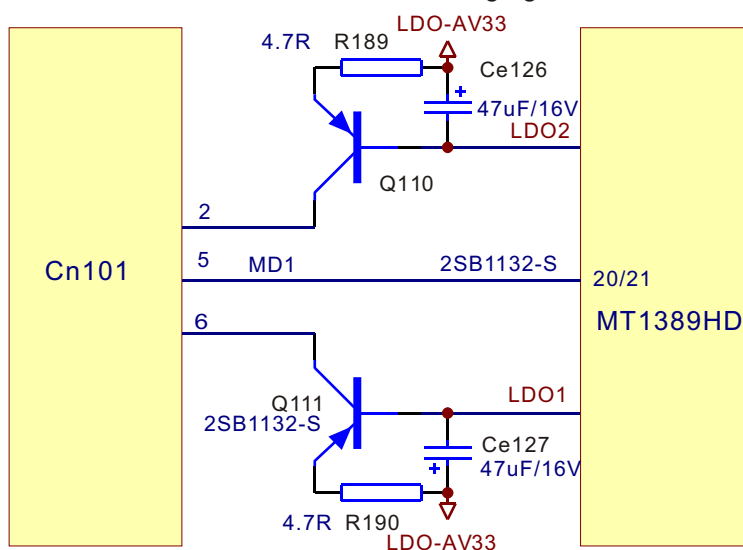 LDO-AV33
4.7R R189
Ce126
+
47uF/16V
LDO2
Q110
2
Cn101
5 MD1 2SB1132-S 20/21
MT1389HD
6
LDO1
Q111
2SB1132-S
Ce127
+
47uF/16V
4.7R R190
LDO-AV33